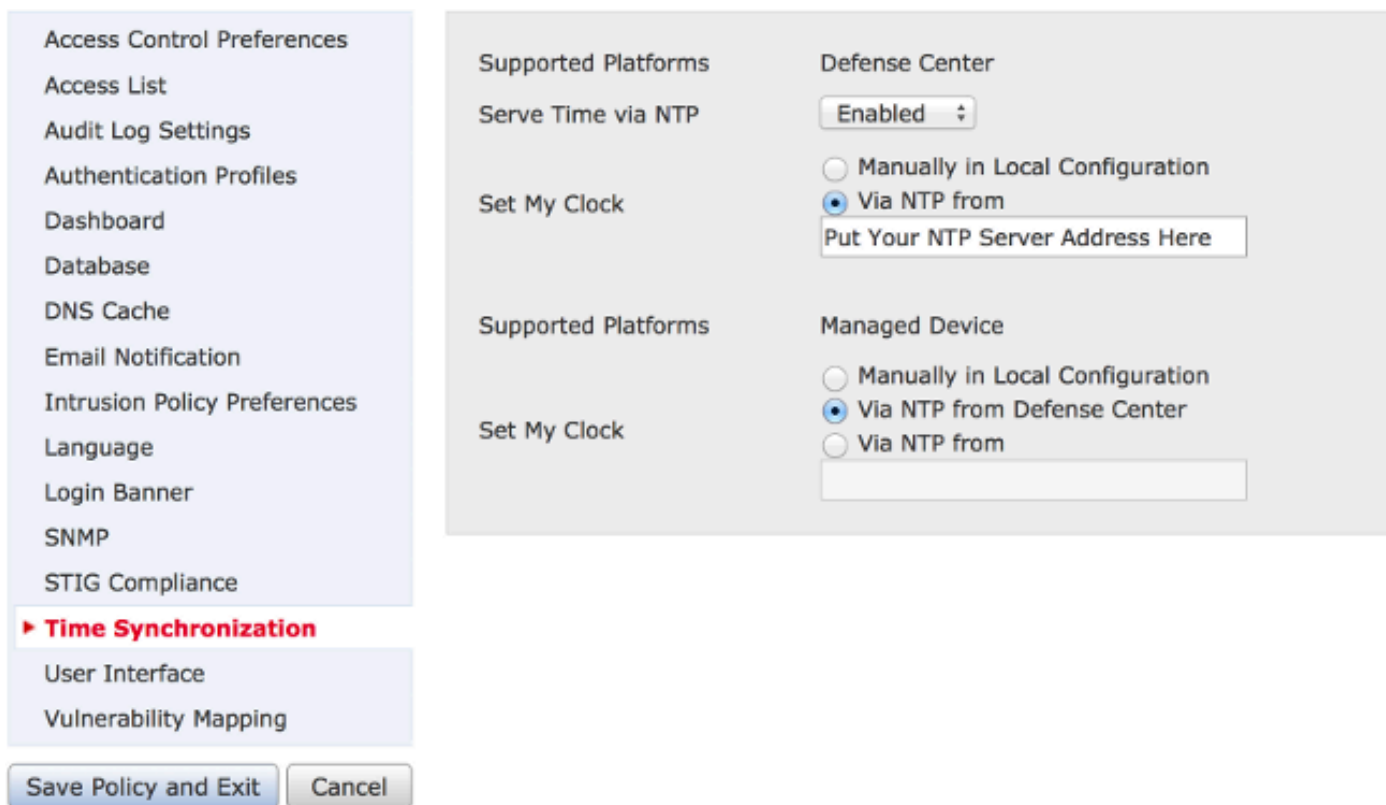 Access Control Preferences
Access List
Audit Log Settings
Authentication Profiles
Dashboard
Database
DNS Cache
Email Notification
Intrusion Policy Preferences
Language
Login Banner
SNMP
STIG Compliance
Time Synchronization
User Interface
Vulnerability Mapping
Save Policy and Exit
Cancel
Supported Platforms Defense Center
Serve Time via NTP Enabled
Manually in Local Configuration
Set My Clock
Via NTP from
Put Your NTP Server Address Here
Supported Platforms Managed Device
Manually in Local Configuration
Via NTP from Defense Center
Set My Clock
Via NTP from